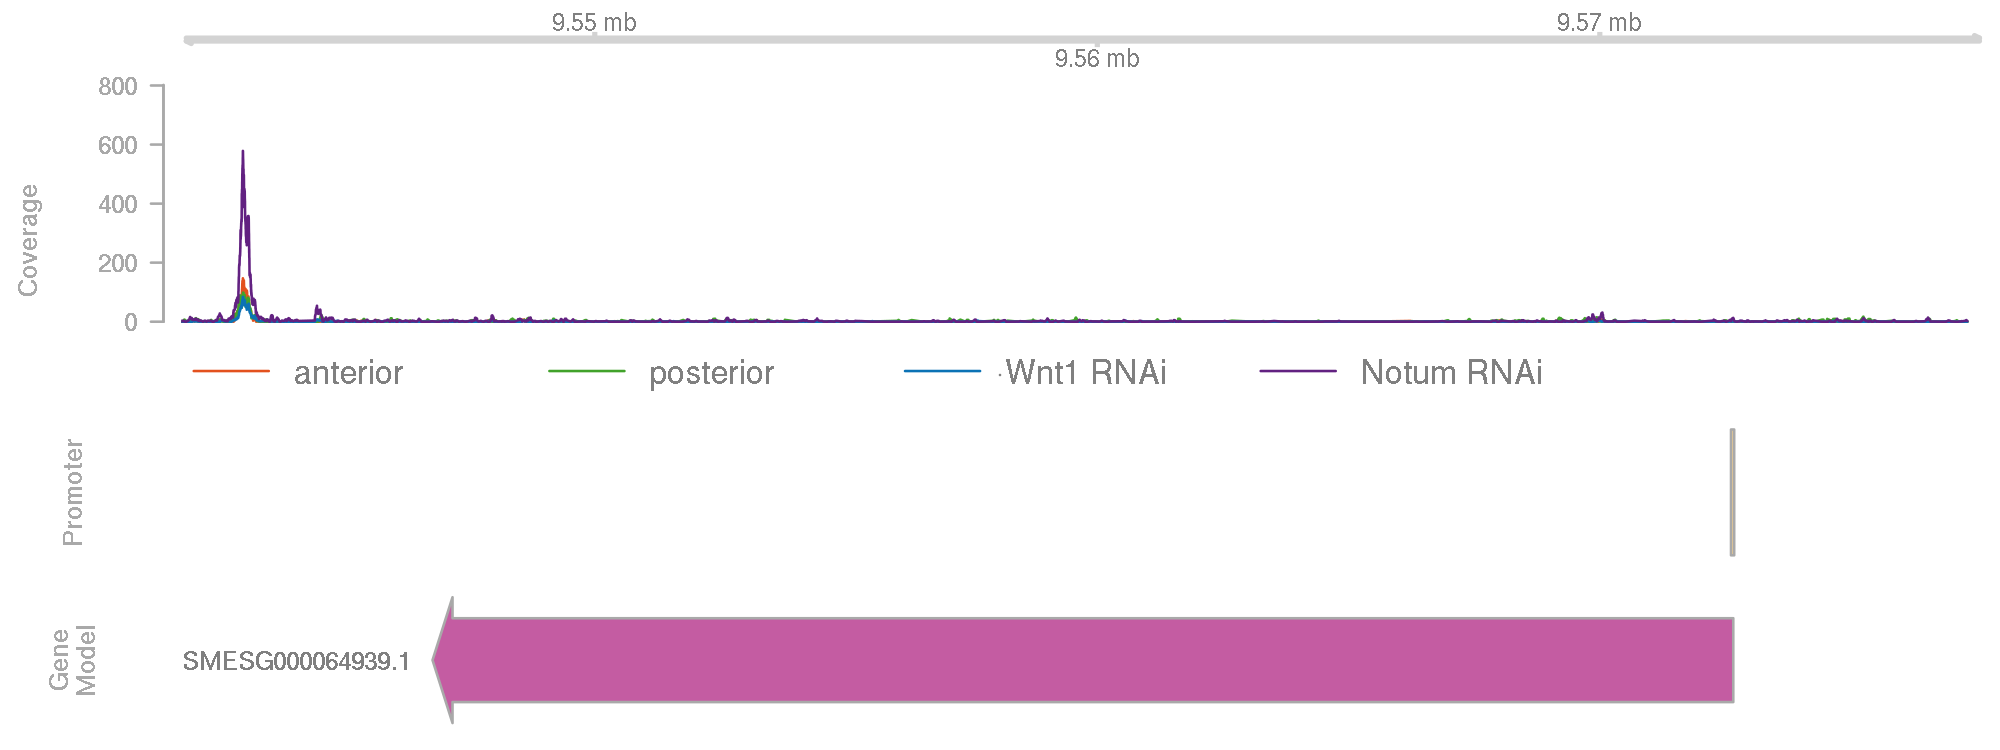 9.55 mb
9.57 mb
9.56 mb
800
600
400
200
0
Coverage
anterior
posterior
Wnt1 RNAi
Notum RNAi
Promoter
Gene
Model
SMESG000064939.1